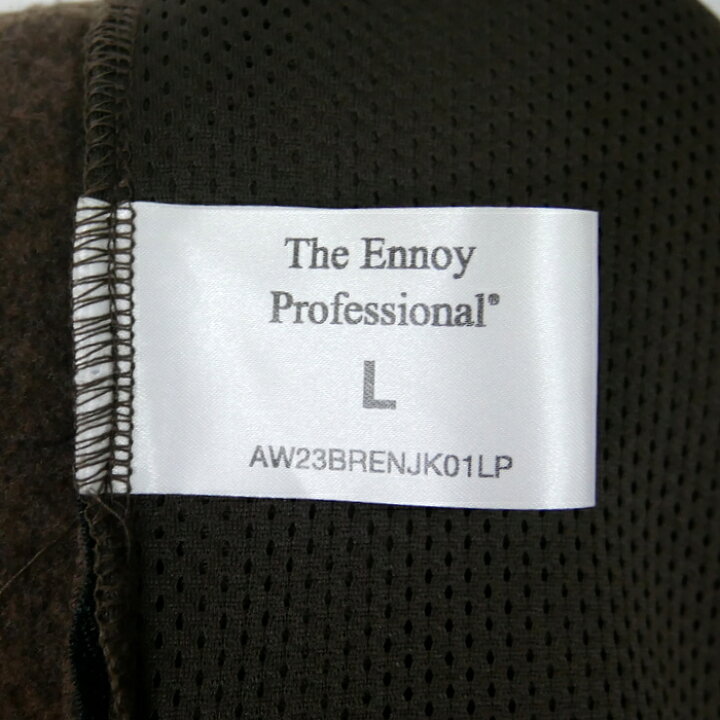 The Ennoy
Professional®
L
AW23BRENJK01LP